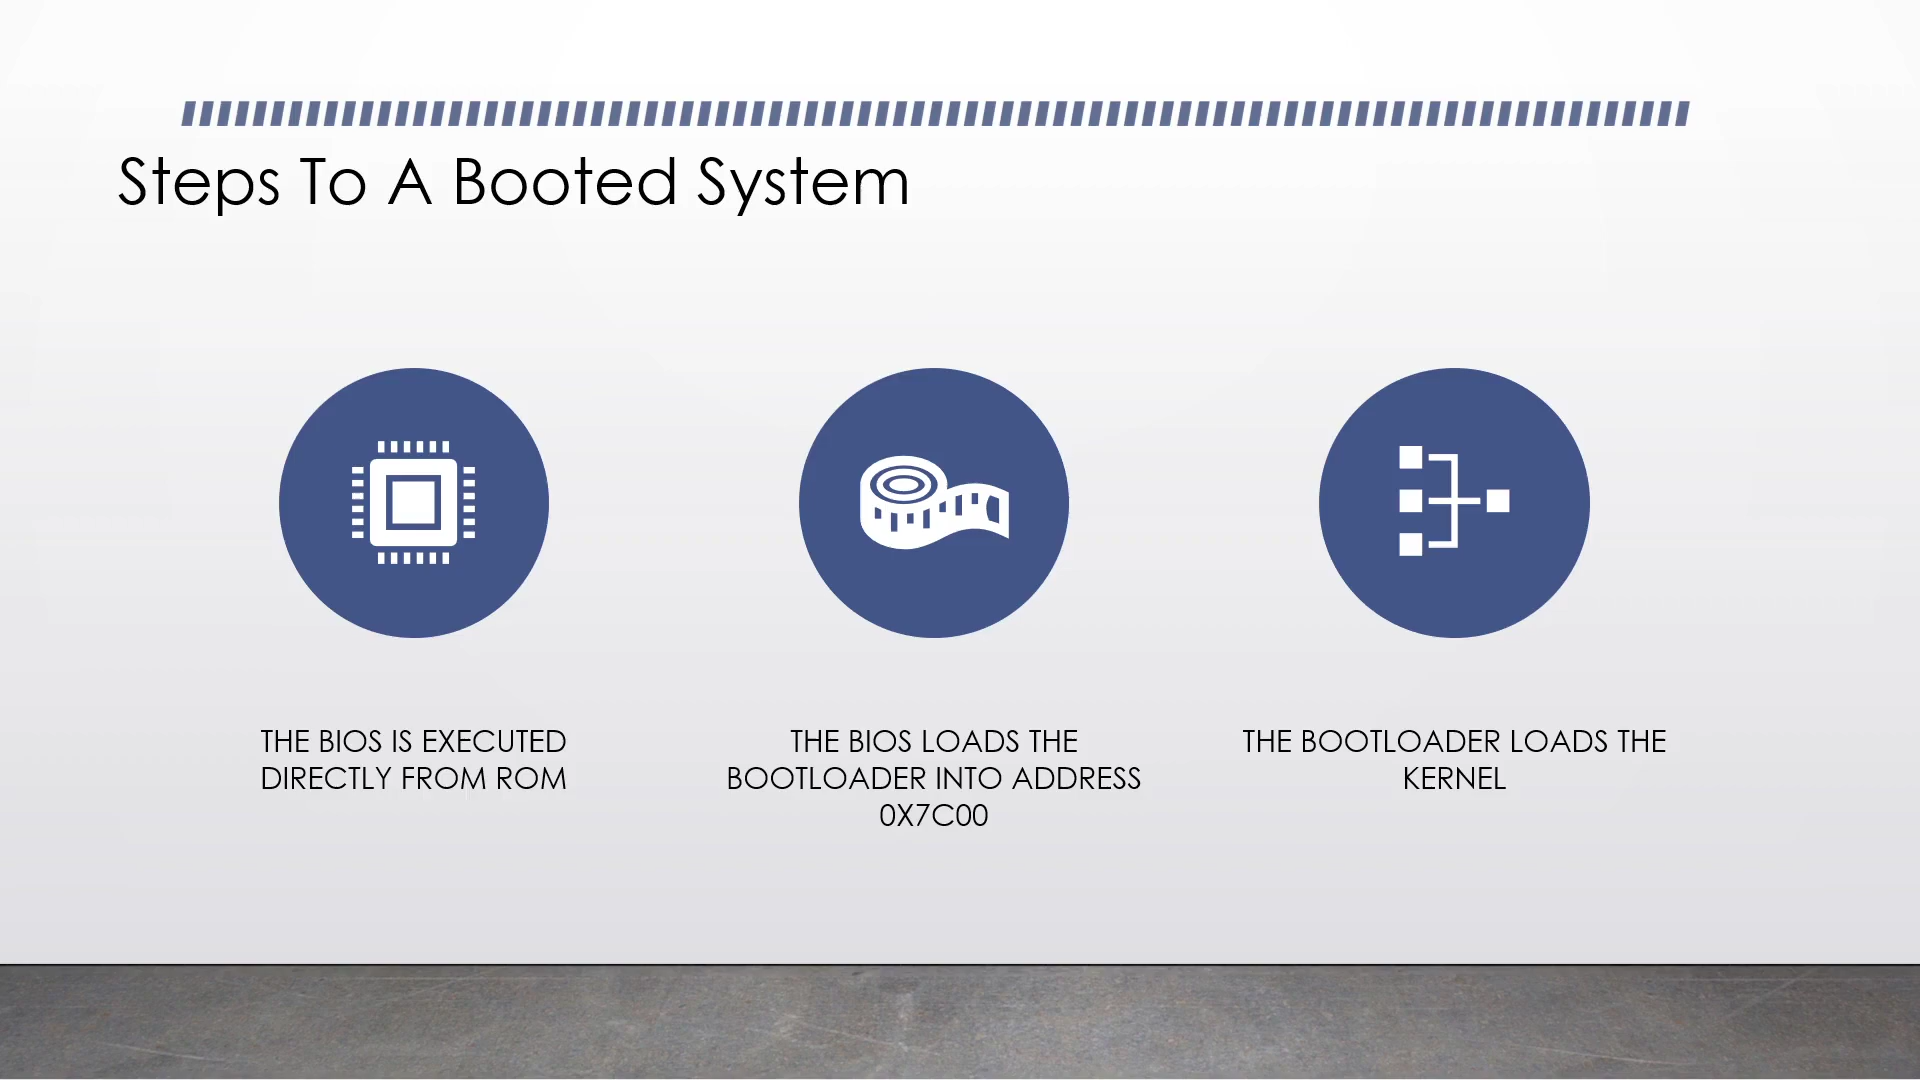 Steps To A Booted System
THE BIOS IS EXECUTED
DIRECTLY FROM ROM
THE BIOS LOADS THE
BOOTLOADER INTO ADDRESS
0X7C00
THE BOOTLOADER LOADS THE
KERNEL